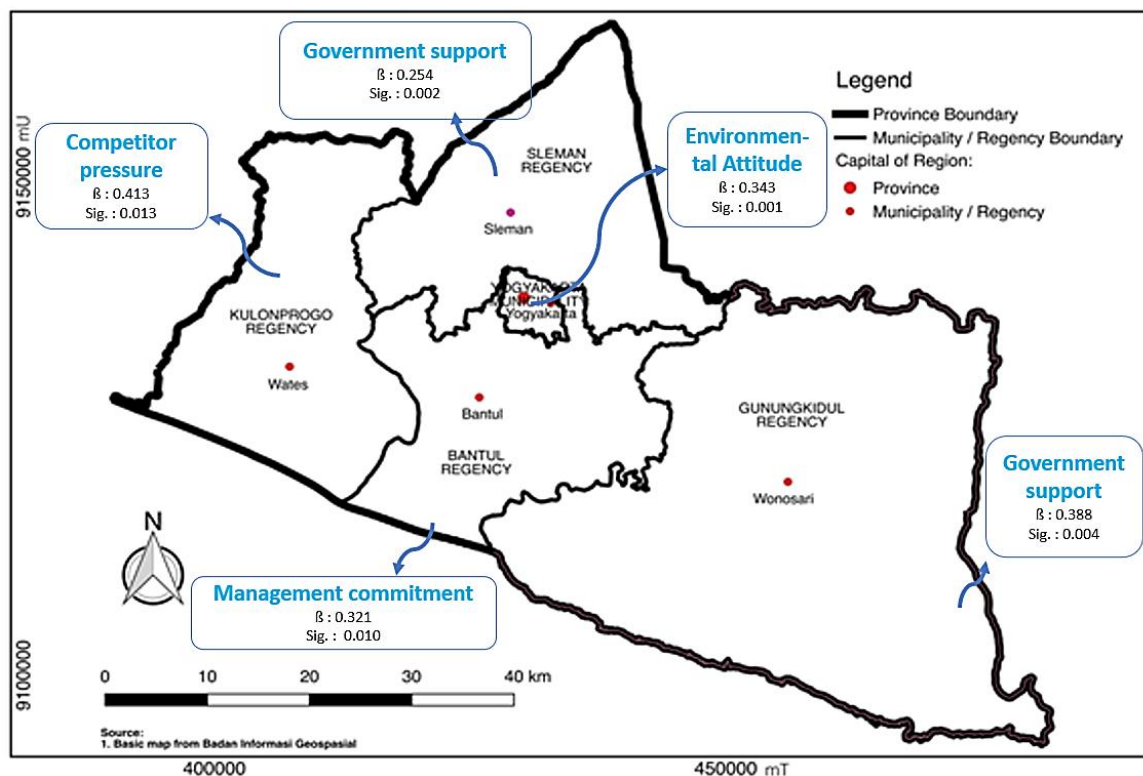 Government support
ß : 0.254
Sig. : 0.002
Competitor
pressure
ß : 0.413
Sig. : 0.013
Environmen-
tal Attitude
ß : 0.343
Sig. : 0.001
Legend
Province Boundary
Municipality / Regency Boundary
Capital of Region:
Province
Municipality / Regency
SLEMAN
REGENCY
Sleman
YOGYAKARTA
MUNICIPALITY
Yogyakarta
KULONPROGO
REGENCY
Wates
Bantul
BANTUL
REGENCY
GUNUNGKIDUL
REGENCY
Wonosari
Government
support
ß : 0.388
Sig. : 0.004
Management commitment
ß : 0.321
Sig. : 0.010
N
0 10 20 30 40 km
Source:
1. Basic map from Badan Informasi Geospasial
9150000 mU
9100000
400000
450000 mT